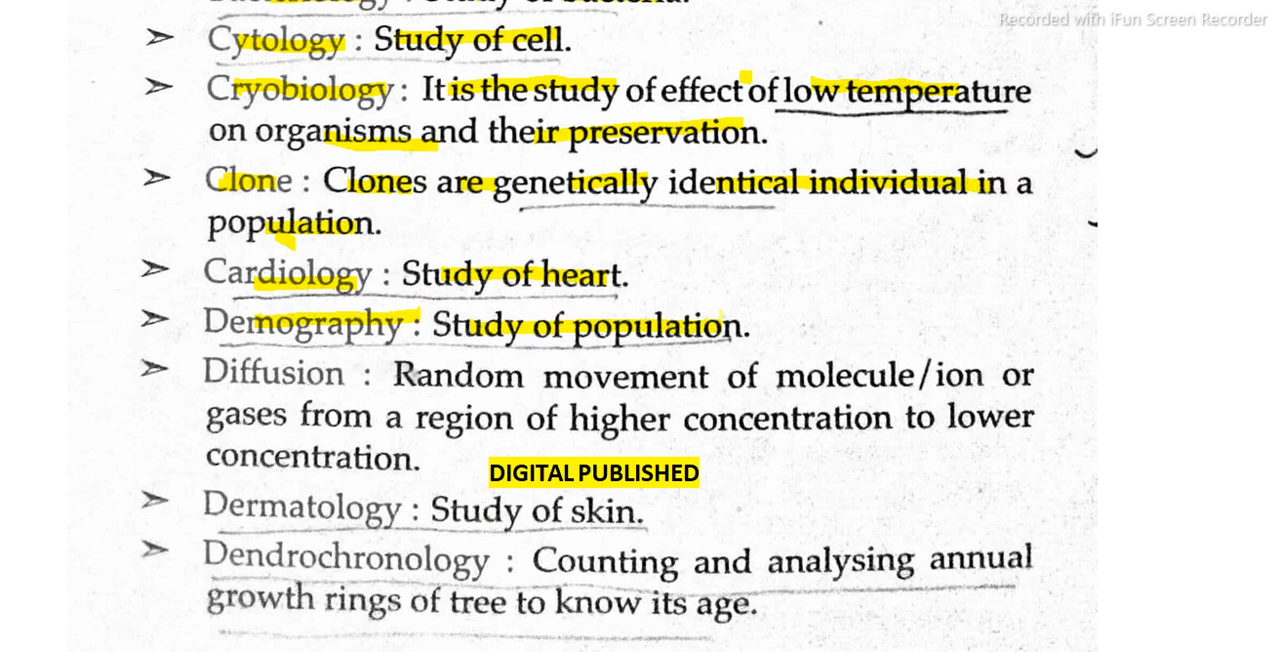 Recorded with iFun Screen Recorder
➢ Cytology : Study of cell.
➢ Cryobiology : It is the study of effect of low temperature
on organisms and their preservation.
➢ Clone : Clones are genetically identical individual in a
population.
➢ Cardiology : Study of heart.
➢ Demography : Study of population.
➢ Diffusion : Random movement of molecule/ion or
gases from a region of higher concentration to lower
concentration.
DIGITAL PUBLISHED
➢ Dermatology : Study of skin.
➢ Dendrochronology : Counting and analysing annual
growth rings of tree to know its age.